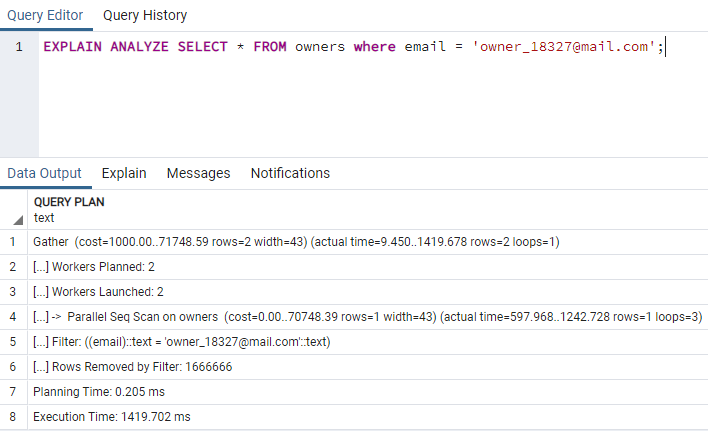 Query Editor Query History
1 EXPLAIN ANALYZE SELECT * FROM owners where email = 'owner_18327@mail.com';
Data Output Explain Messages Notifications
QUERY PLAN
text
1 Gather (cost=1000.00..71748.59 rows=2 width=43) (actual time=9.450..1419.678 rows=2 loops=1)
2 [...] Workers Planned: 2
3 [...] Workers Launched: 2
4 [...] -> Parallel Seq Scan on owners (cost=0.00..70748.39 rows=1 width=43) (actual time=597.968..1242.728 rows=1 loops=3)
5 [...] Filter: ((email)::text = 'owner_18327@mail.com'::text)
6 [...] Rows Removed by Filter: 1666666
7 Planning Time: 0.205 ms
8 Execution Time: 1419.702 ms